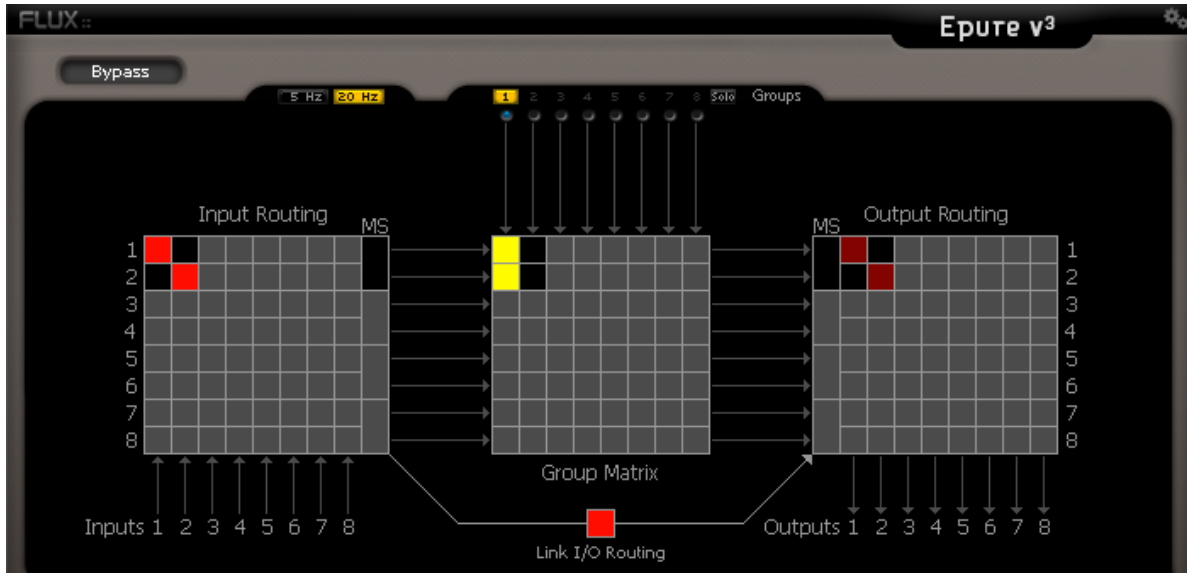 FLUX::
Epure v3
Bypass
5 Hz 20 Hz
1 2 3 4 5 6 7 8 Solo Groups
Input Routing
MS
MS
Output Routing
1 1
2 2
3 3
4 4
5 5
6 6
7 7
8 8
Group Matrix
Inputs 1 2 3 4 5 6 7 8
Outputs 1 2 3 4 5 6 7 8
Link I/O Routing